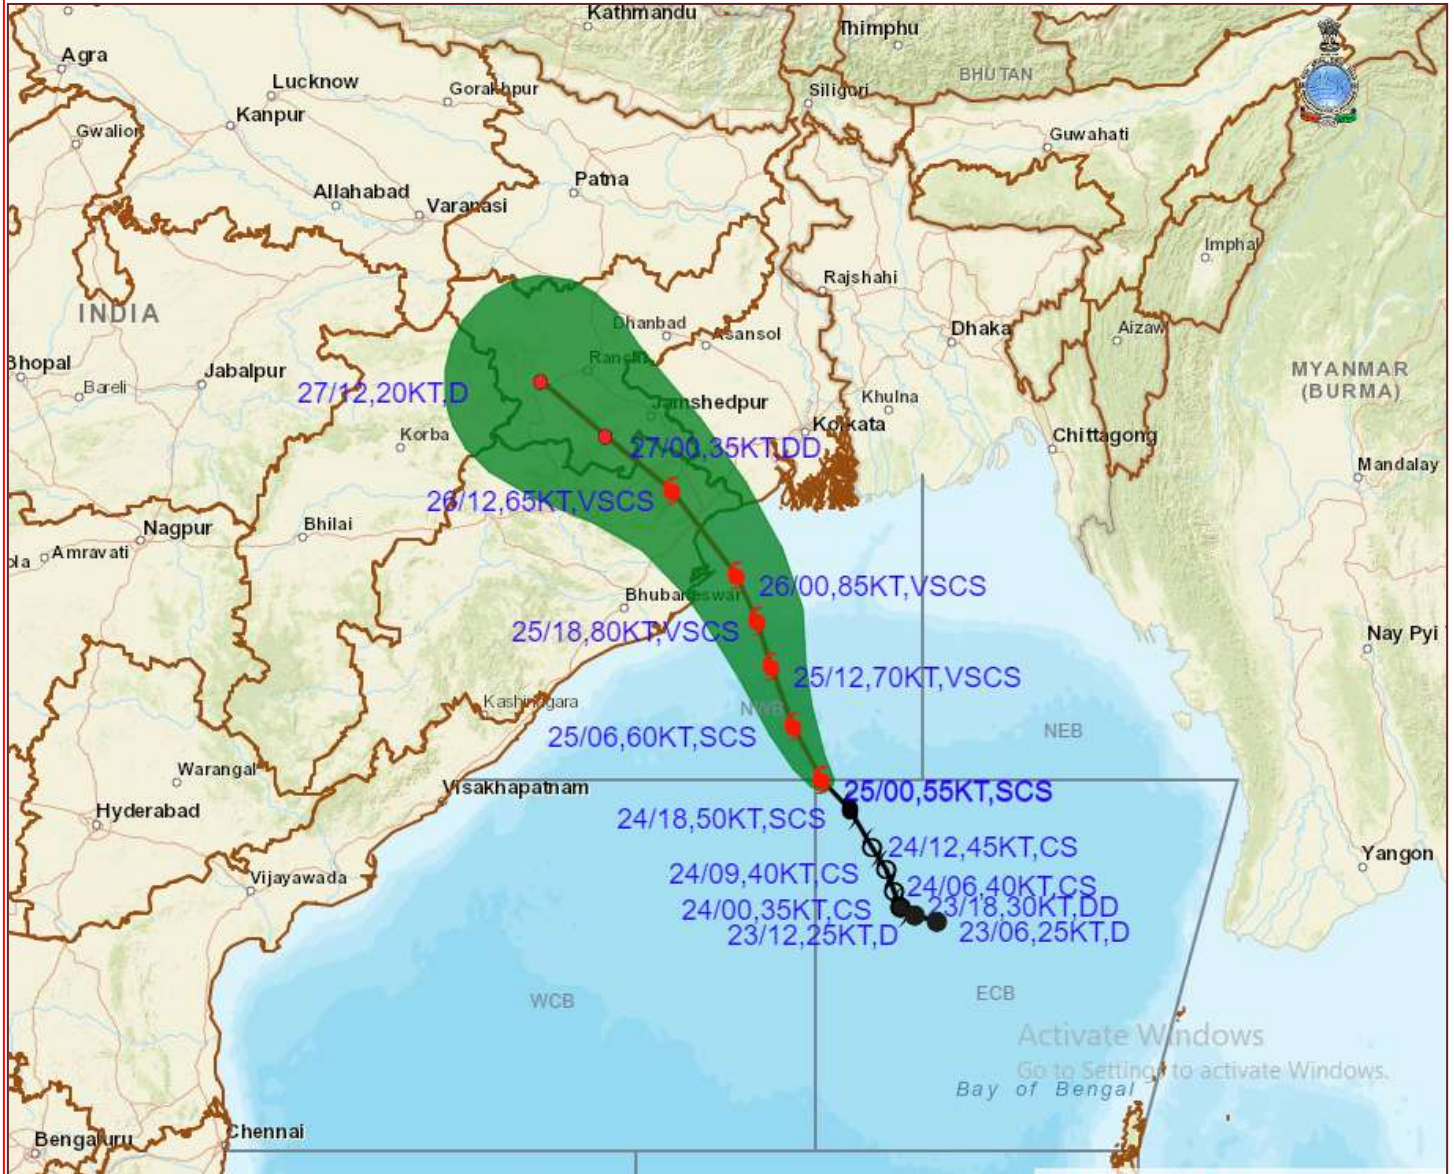 Kathmandu
Thimphu
Agra
BHUTAN
Lucknow
Gorakhpur
Siliguri
Kanpur
Gwalior
Guwahati
Patna
Allahabad
Varanasi
Imphal
Rajshahi
INDIA
Dhanbad
Asansol
Dhaka
Aizaw
Bhopal
Ranchi
MYANMAR
(BURMA)
Jabalpur
Bareli
27/12,20KT,D
Khulna
Jamshedpur
Kolkata
Korba
Chittagong
27/00,35KT,DD
Mandalay
26/12,65KT,VSCS
Nagpur
Bhilai
ola
Amravati
26/00,85KT,VSCS
Bhubaneswar
25/18,80KT,VSCS
Nay Pyi
25/12,70KT,VSCS
Kashinagara
NWB
NEB
25/06,60KT,SCS
Warangal
Visakhapatnam
25/00,55KT,SCS
Hyderabad
24/18,50KT,SCS
24/12,45KT,CS
Yangon
24/09,40KT,CS
Vijayawada
24/06,40KT,CS
24/00,35KT,CS
23/18,30KT,DD
23/12,25KT,D
23/06,25KT,D
WCB
ECB
Activate Windows
Go to Settings to activate Windows.
Bay of Bengal
Chennai
Bengaluru